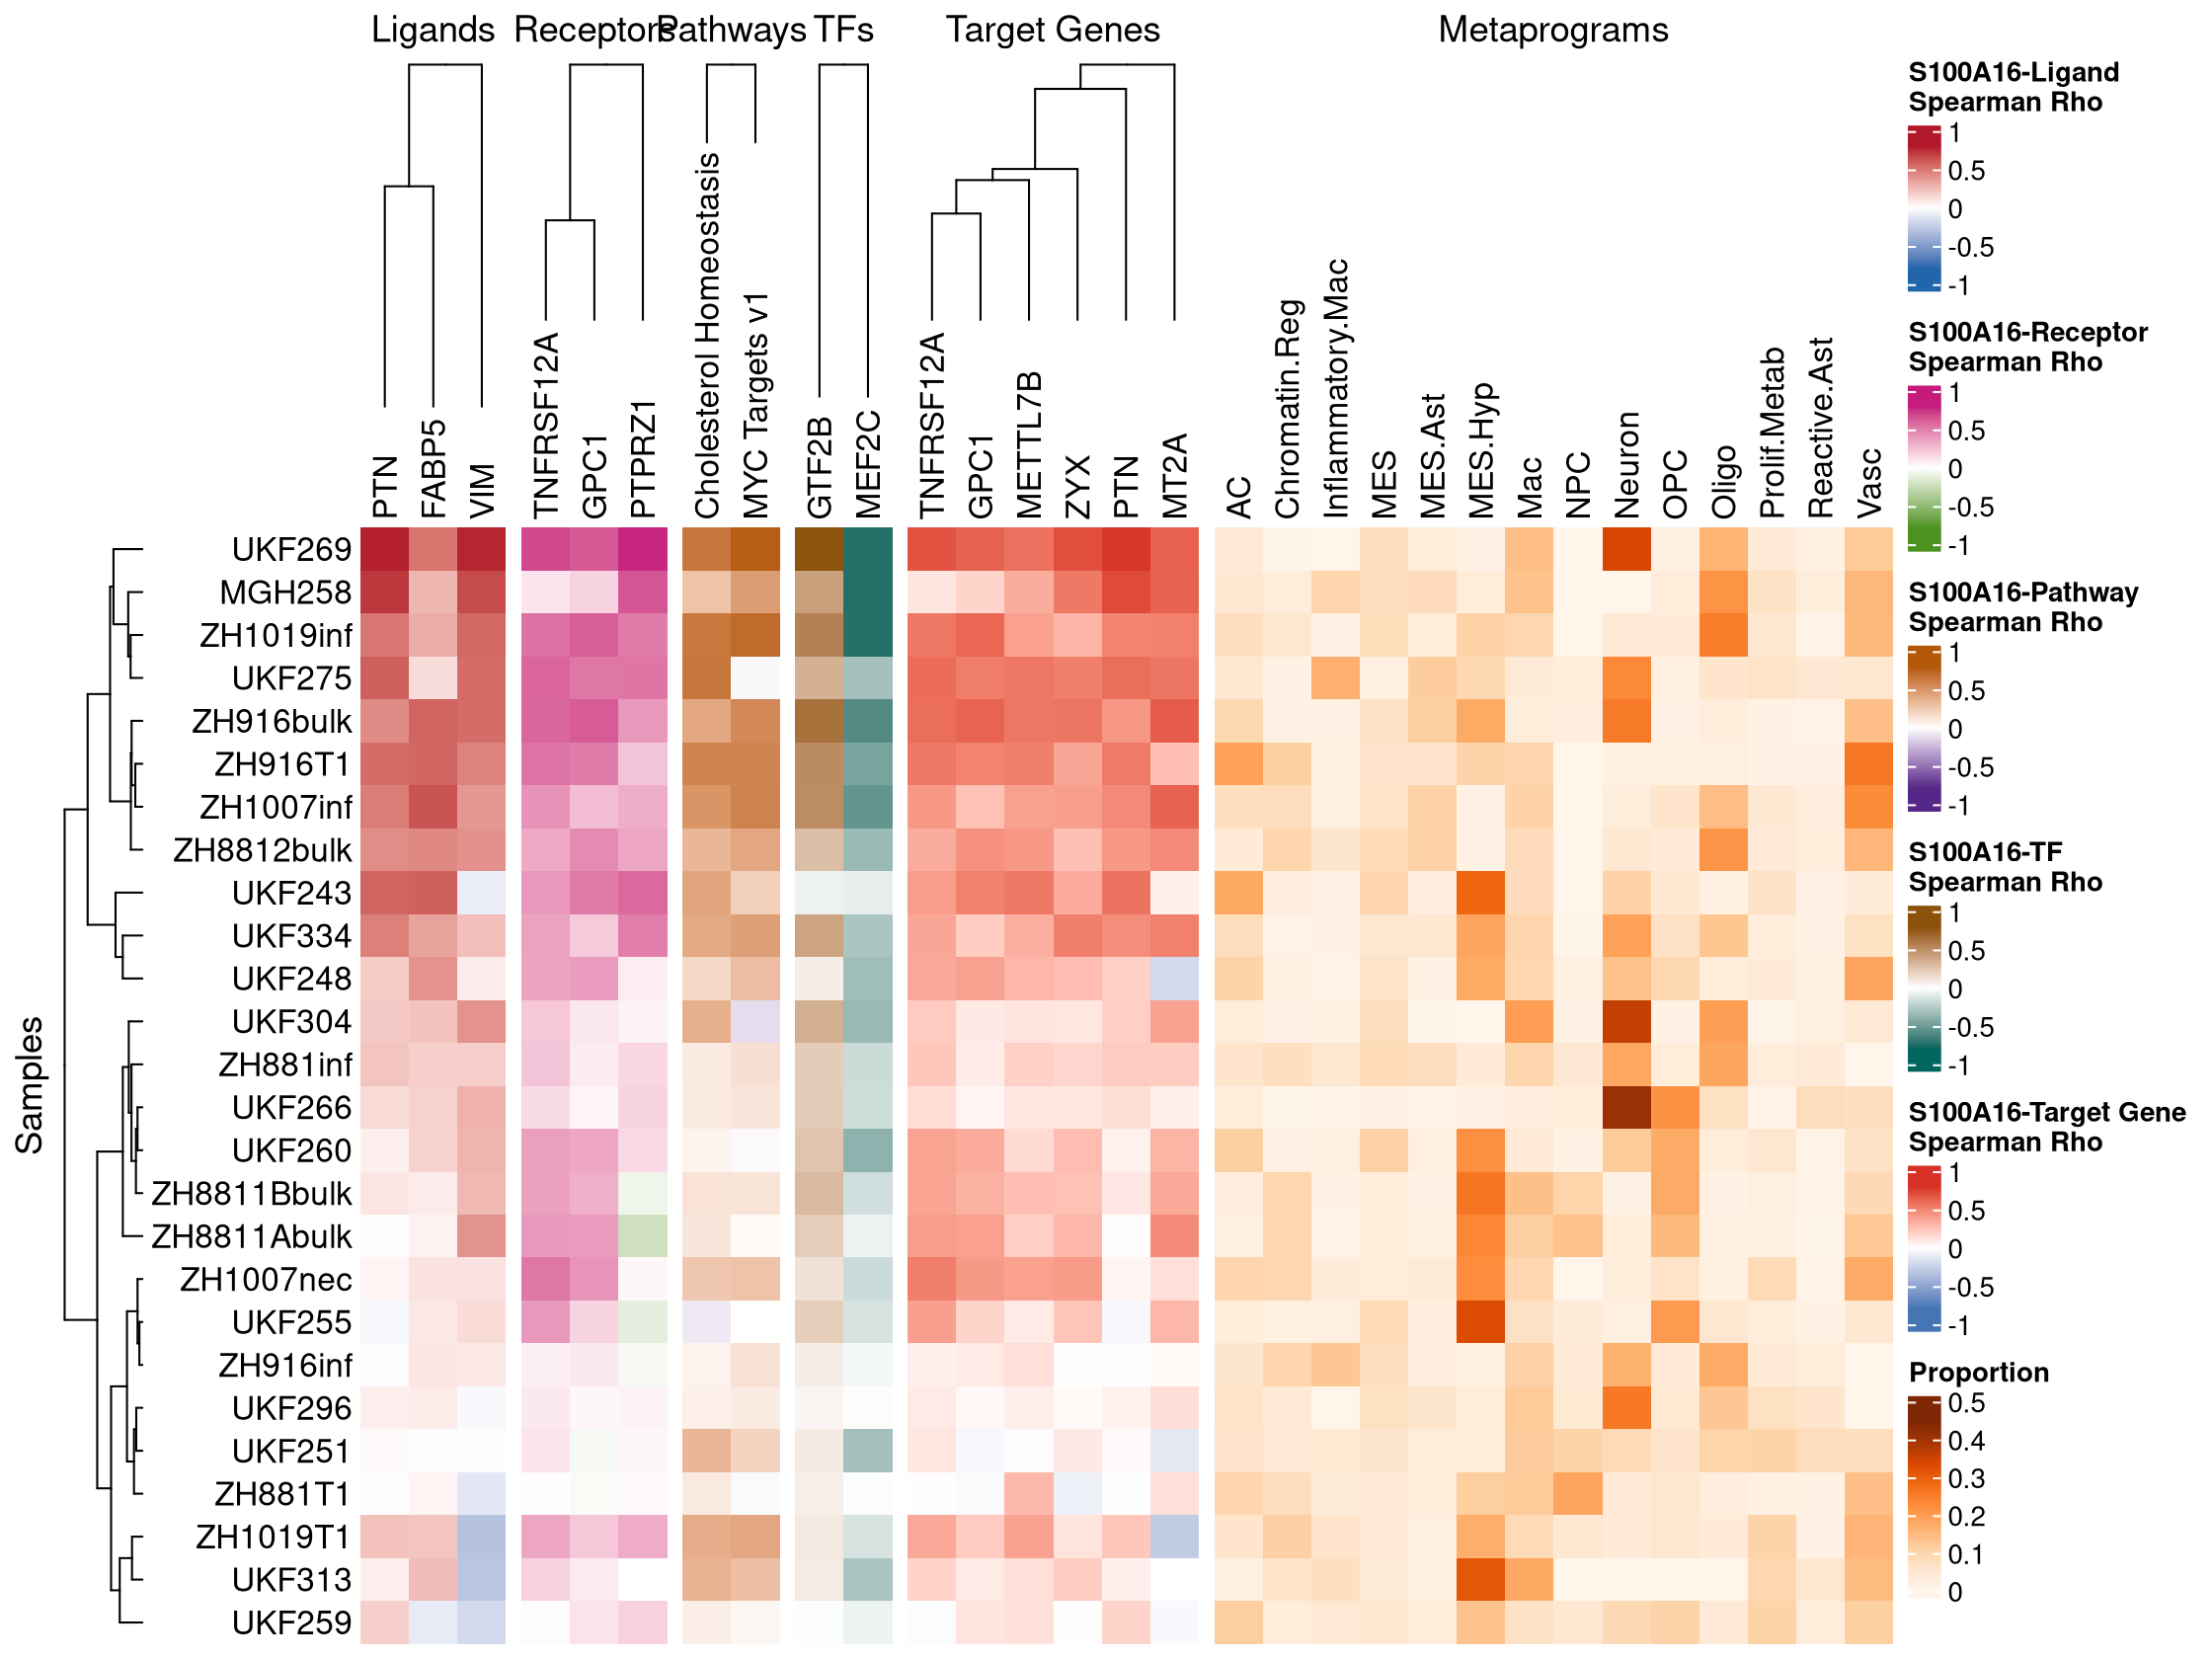 Ligands
Receptors
Pathways
TFs
Target Genes
Metaprograms
PTN
FABP5
VIM
TNFRSF12A
GPC1
PTPRZ1
Cholesterol Homeostasis
MYC Targets v1
GTF2B
MEF2C
TNFRSF12A
GPC1
METTL7B
ZYX
PTN
MT2A
AC
Chromatin.Reg
Inflammatory.Mac
MES
MES.Ast
MES.Hyp
Mac
NPC
Neuron
OPC
Oligo
Prolif.Metab
Reactive.Ast
Vasc
Samples
UKF269
MGH258
ZH1019inf
UKF275
ZH916bulk
ZH916T1
ZH1007inf
ZH8812bulk
UKF243
UKF334
UKF248
UKF304
ZH881inf
UKF266
UKF260
ZH8811Bbulk
ZH8811Abulk
ZH1007nec
UKF255
ZH916inf
UKF296
UKF251
ZH881T1
ZH1019T1
UKF313
UKF259
S100A16-Ligand
Spearman Rho
1
0.5
0
-0.5
-1
S100A16-Receptor
Spearman Rho
1
0.5
0
-0.5
-1
S100A16-Pathway
Spearman Rho
1
0.5
0
-0.5
-1
S100A16-TF
Spearman Rho
1
0.5
0
-0.5
-1
S100A16-Target Gene
Spearman Rho
1
0.5
0
-0.5
-1
Proportion
0.5
0.4
0.3
0.2
0.1
0